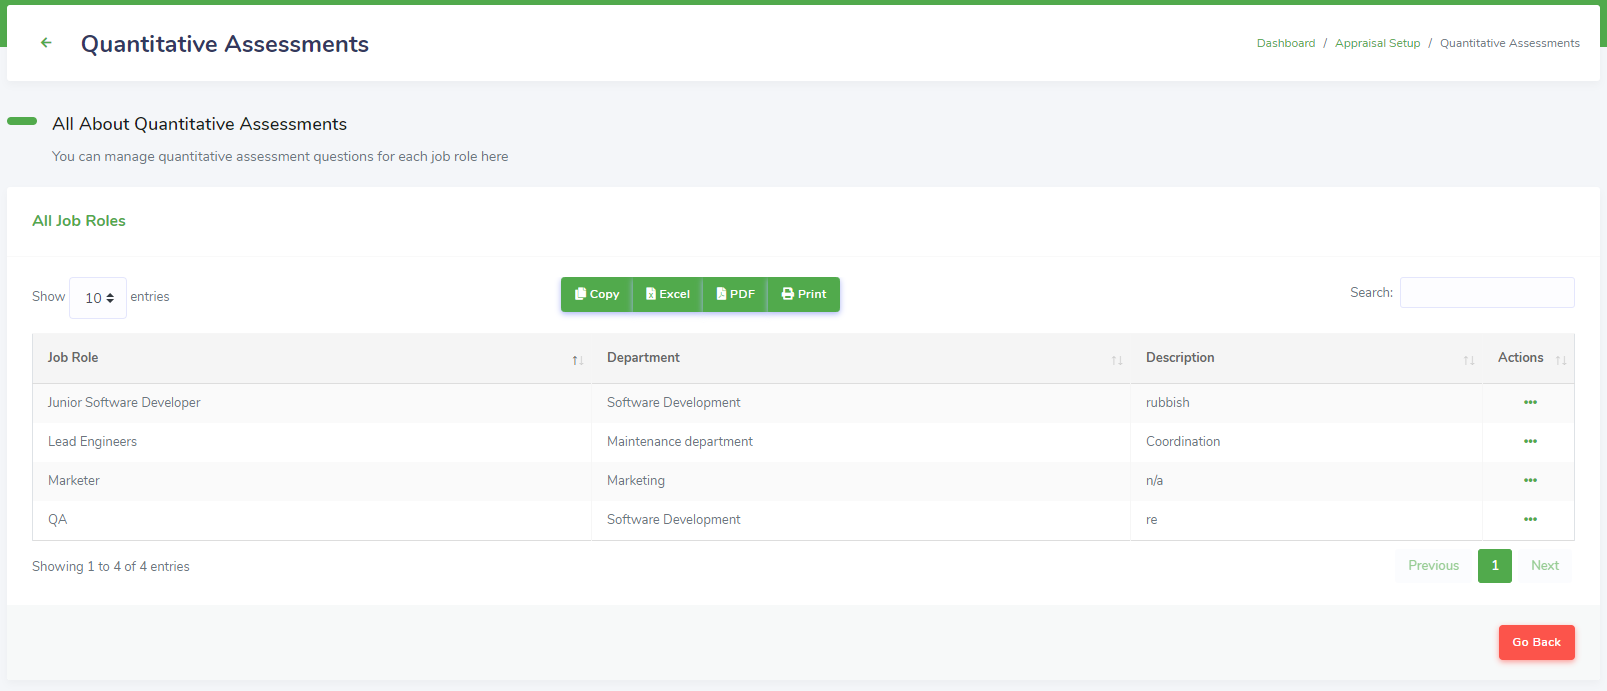 Quantitative Assessments
Dashboard / Appraisal Setup / Quantitative Assessments
All About Quantitative Assessments
You can manage quantitative assessment questions for each job role here
All Job Roles
Show 10 entries
Copy Excel PDF Print
Search:
Job Role Department Description Actions
Junior Software Developer Software Development rubbish
Lead Engineers Maintenance department Coordination
Marketer Marketing n/a
QA Software Development re
Showing 1 to 4 of 4 entries
Previous 1 Next
Go Back